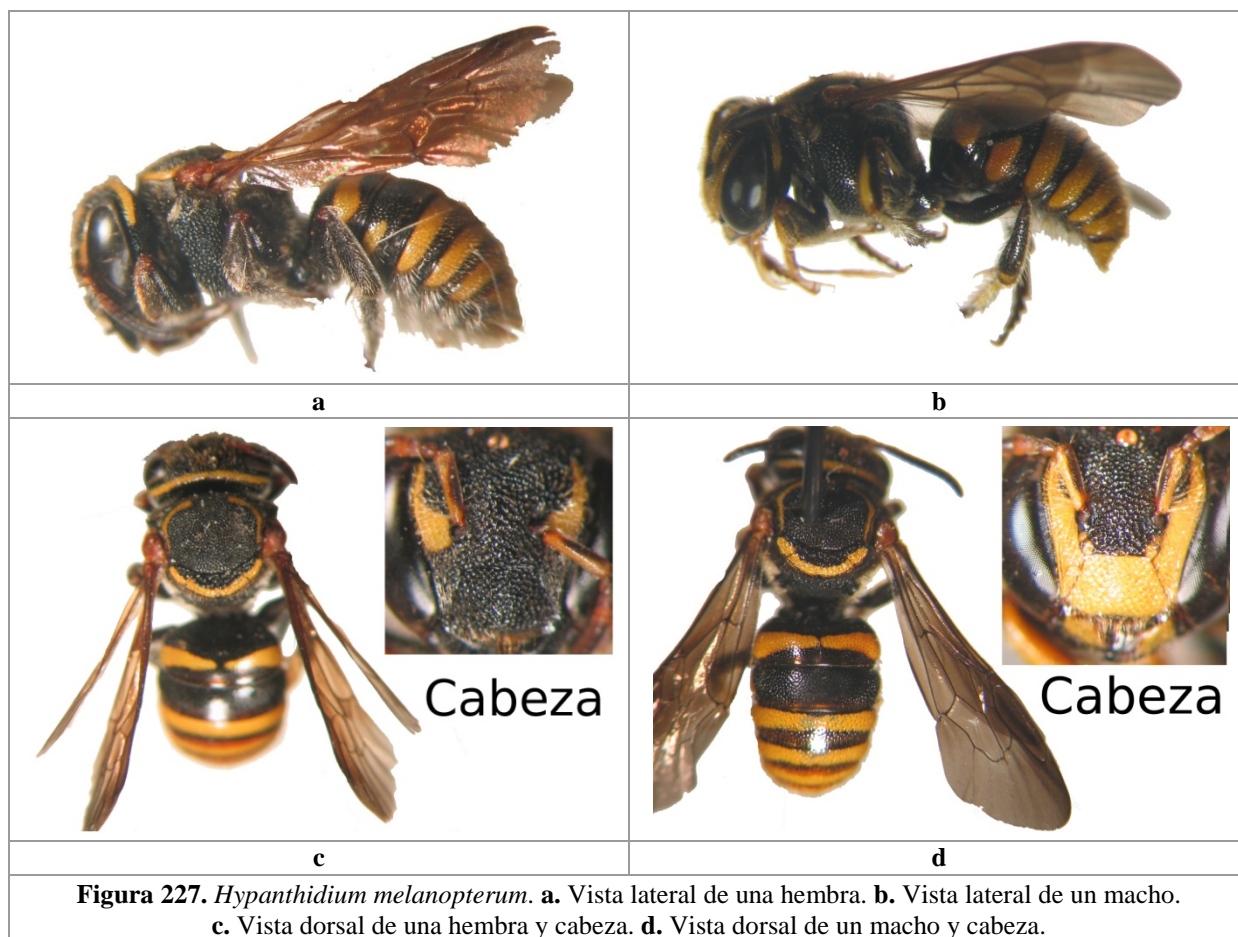 a
b
Cabeza
Cabeza
c
d
Figura 227. Hypanthidium melanopterum. a. Vista lateral de una hembra. b. Vista lateral de un macho.
c. Vista dorsal de una hembra y cabeza. d. Vista dorsal de un macho y cabeza.